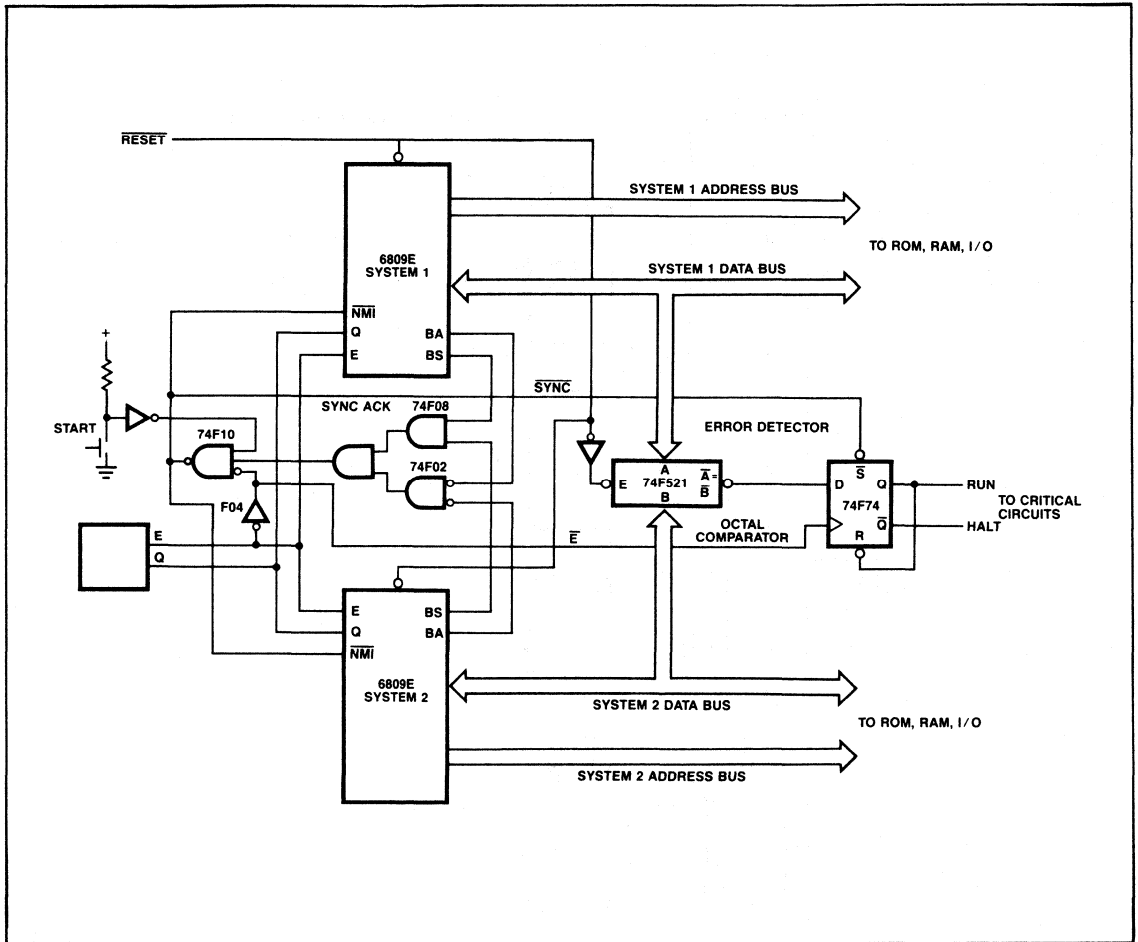 RESET
SYSTEM 1 ADDRESS BUS
TO ROM, RAM, I/O
6809E
SYSTEM 1
SYSTEM 1 DATA BUS
NMI
Q
E
BA
BS
+
SYNC
SYNC ACK
74F08
START
74F10
74F02
ERROR DETECTOR
F04
E
A
74F521
B
A=
B
D
S
Q
74F74
Q
R
RUN
HALT
TO CRITICAL
CIRCUITS
OCTAL
COMPARATOR
E
Q
E
E
Q
NMI
BS
BA
6809E
SYSTEM 2
SYSTEM 2 DATA BUS
TO ROM, RAM, I/O
SYSTEM 2 ADDRESS BUS